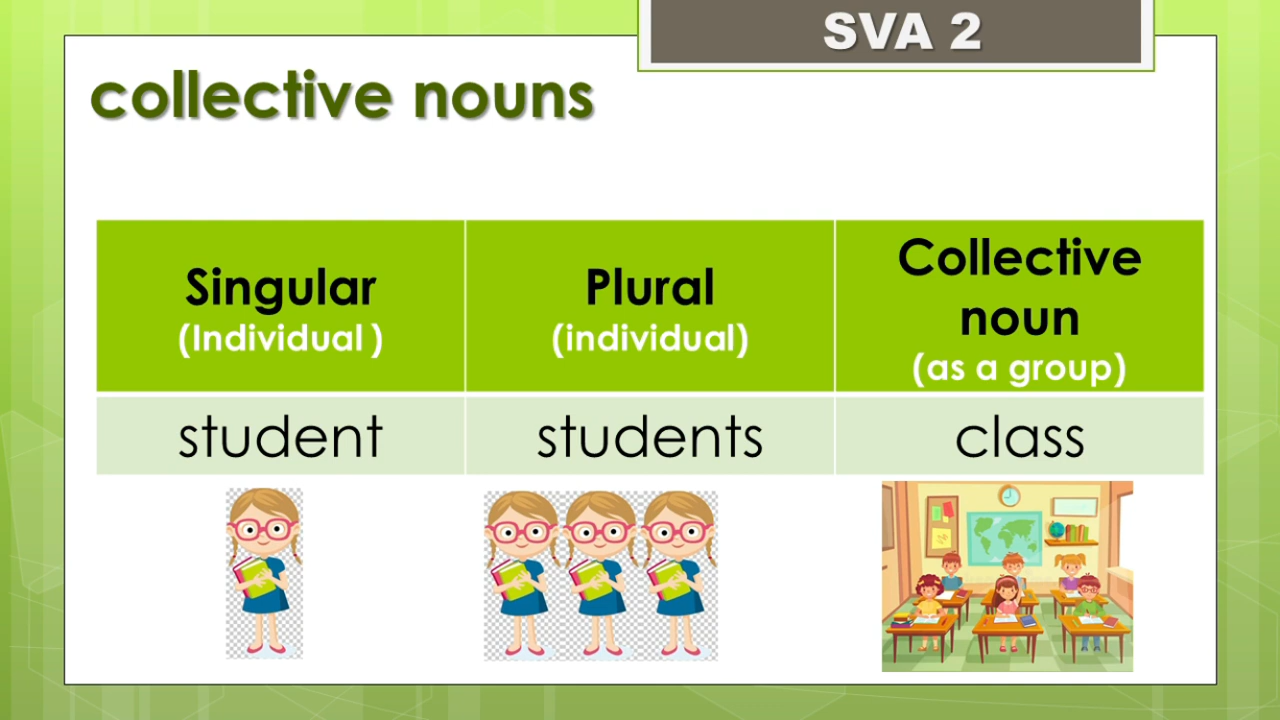 SVA 2
collective nouns
Singular
(Individual )
Plural
(individual)
Collective
noun
(as a group)
student
students
class